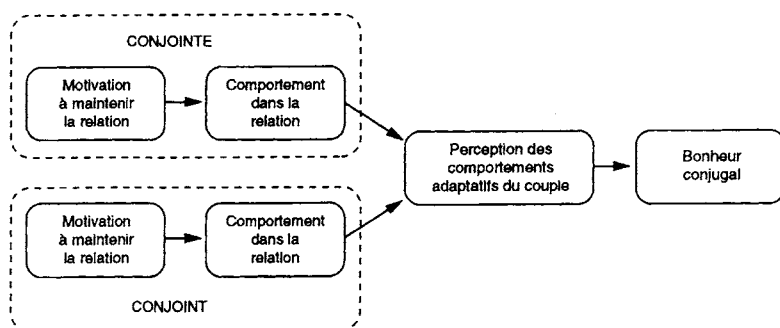 CONJOINTE
Motivation
à maintenir
la relation
Comportement
dans la
relation
Perception des
comportements
adaptatifs du couple
Bonheur
conjugal
Motivation
à maintenir
la relation
Comportement
dans la
relation
CONJOINT